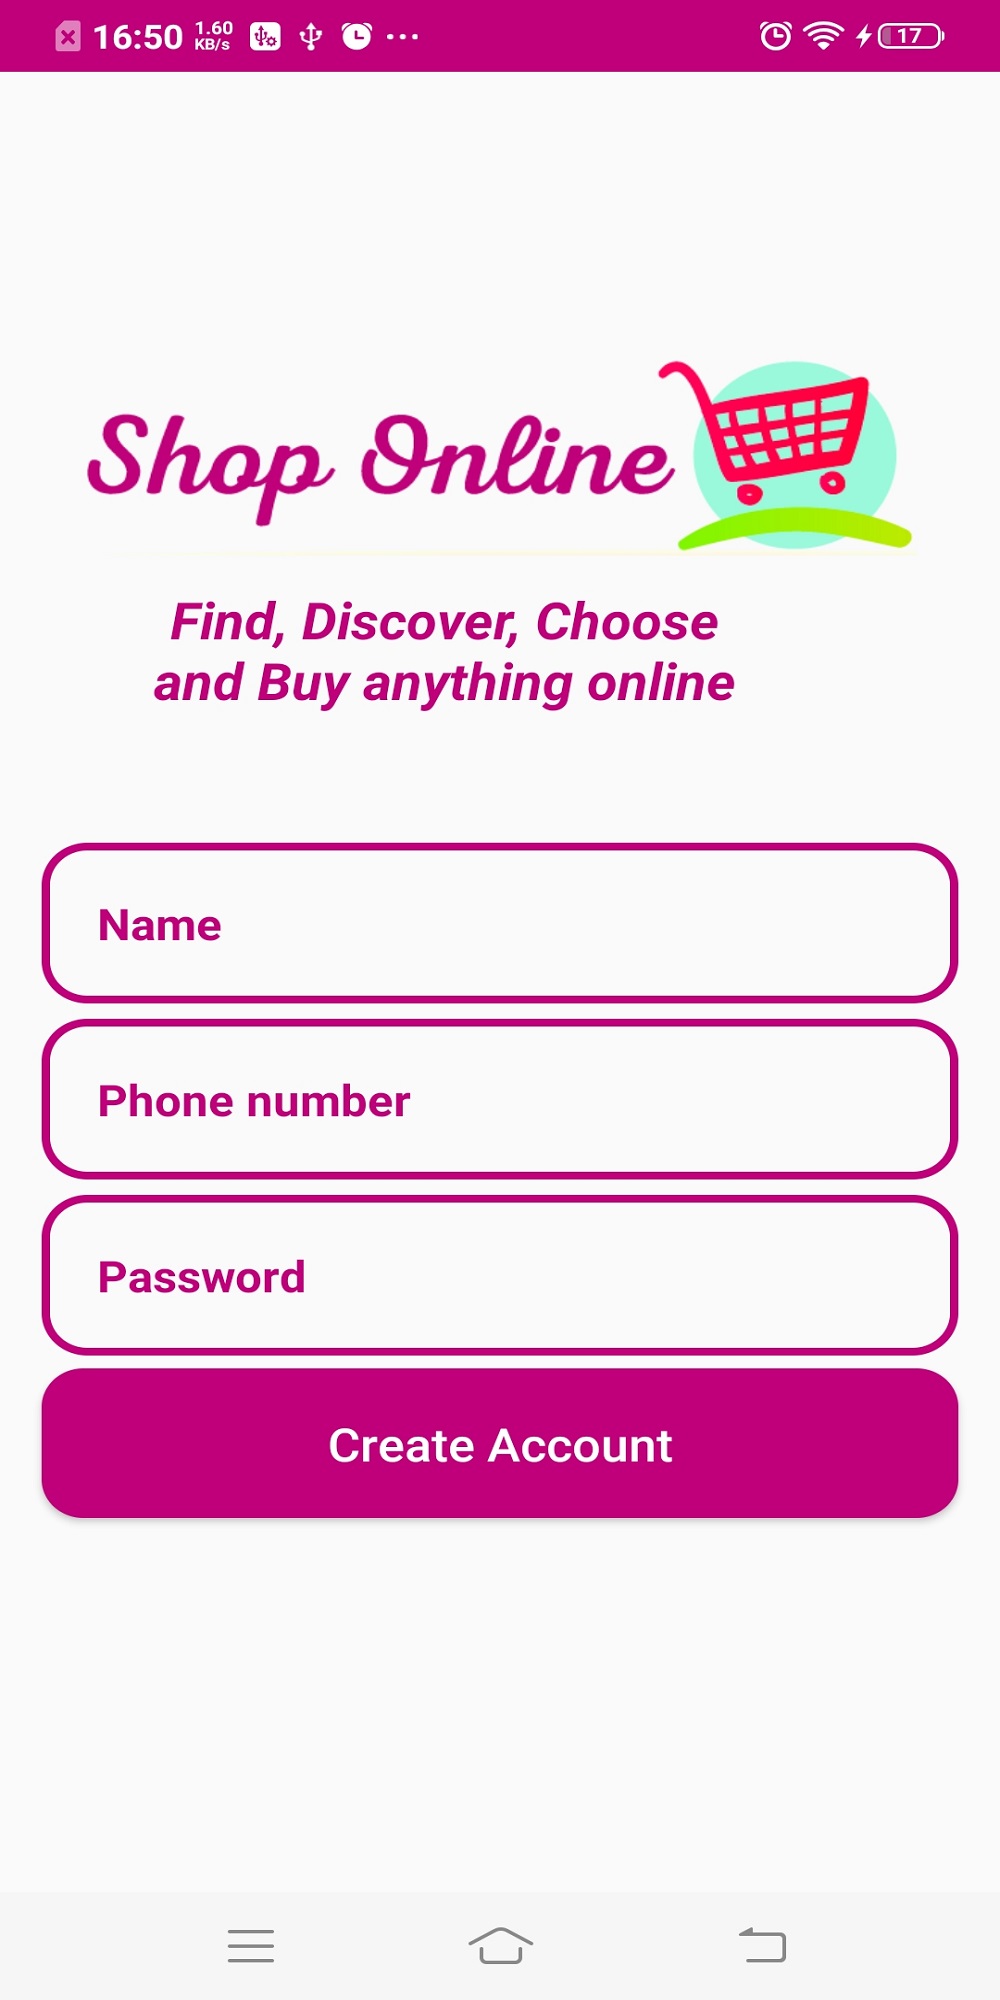 16:50 1.60 KB/s 17
Shop Online
Find, Discover, Choose
and Buy anything online
Name
Phone number
Password
Create Account